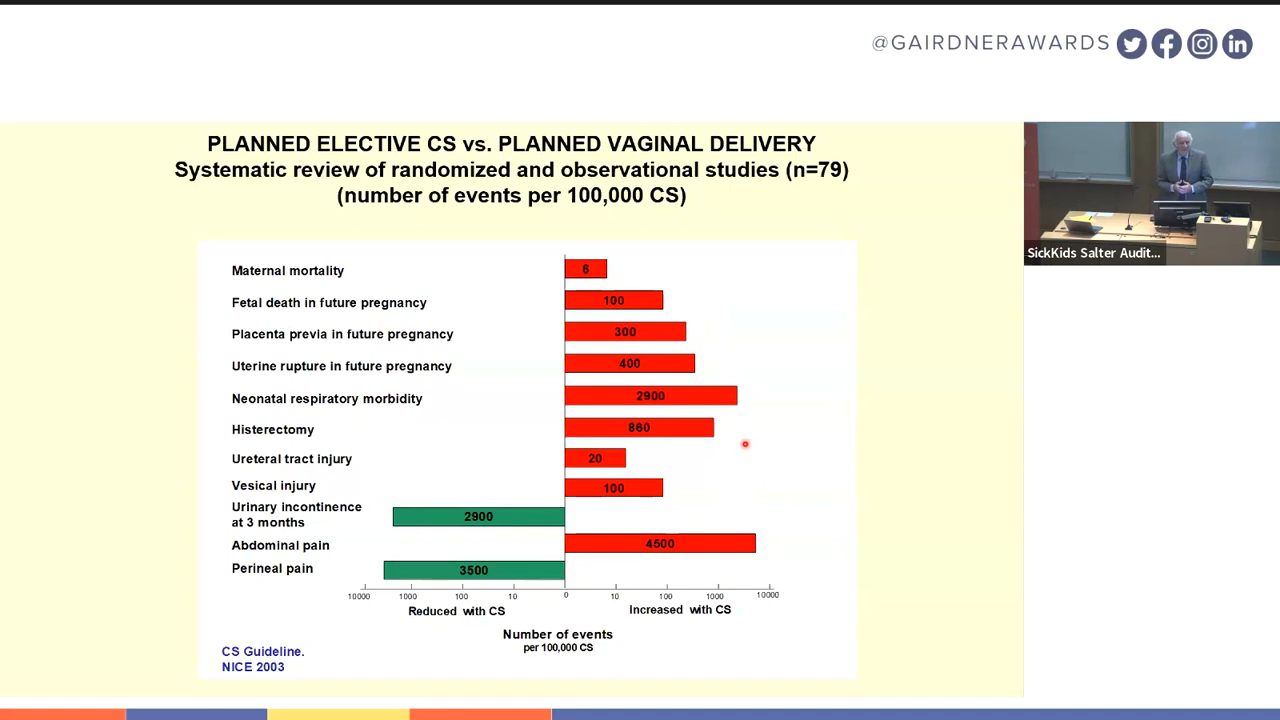 @GAIRDNERAWARDS
PLANNED ELECTIVE CS vs. PLANNED VAGINAL DELIVERY
Systematic review of randomized and observational studies (n=79)
(number of events per 100,000 CS)
SickKids Salter Audit...
Maternal mortality 6
Fetal death in future pregnancy 100
Placenta previa in future pregnancy 300
Uterine rupture in future pregnancy 400
Neonatal respiratory morbidity 2900
Histerectomy 860
Ureteral tract injury 20
Vesical injury 100
Urinary incontinence
at 3 months 2900
Abdominal pain 4500
Perineal pain 3500
10000 1000 100 10 0 10 100 1000 10000
Reduced with CS Increased with CS
Number of events
per 100,000 CS
CS Guideline.
NICE 2003